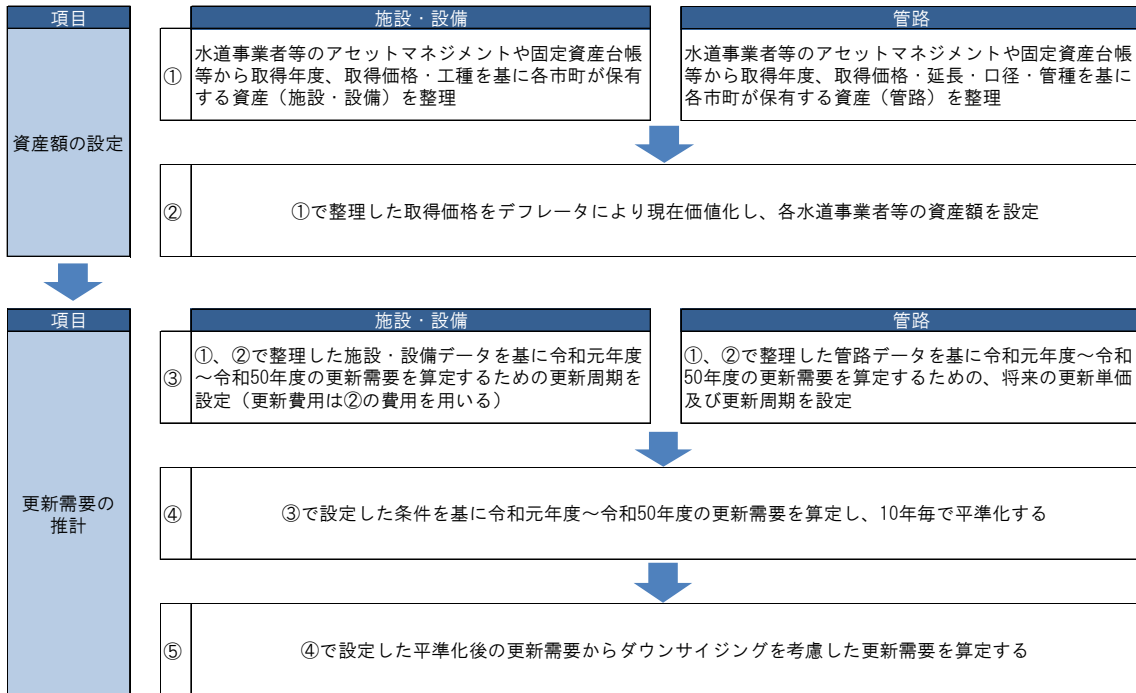 項目
施設・設備
管路
資産額の設定
①
水道事業者等のアセットマネジメントや固定資産台帳
等から取得年度、取得価格・工種を基に各市町が保有
する資産（施設・設備）を整理
水道事業者等のアセットマネジメントや固定資産台帳
等から取得年度、取得価格・延長・口径・管種を基に
各市町が保有する資産（管路）を整理
②
①で整理した取得価格をデフレータにより現在価値化し、各水道事業者等の資産額を設定
項目
施設・設備
管路
更新需要の
推計
③
①、②で整理した施設・設備データを基に令和元年度
～令和50年度の更新需要を算定するための更新周期を
設定（更新費用は②の費用を用いる）
①、②で整理した管路データを基に令和元年度～令和
50年度の更新需要を算定するための、将来の更新単価
及び更新周期を設定
④
③で設定した条件を基に令和元年度～令和50年度の更新需要を算定し、10年毎で平準化する
⑤
④で設定した平準化後の更新需要からダウンサイジングを考慮した更新需要を算定する